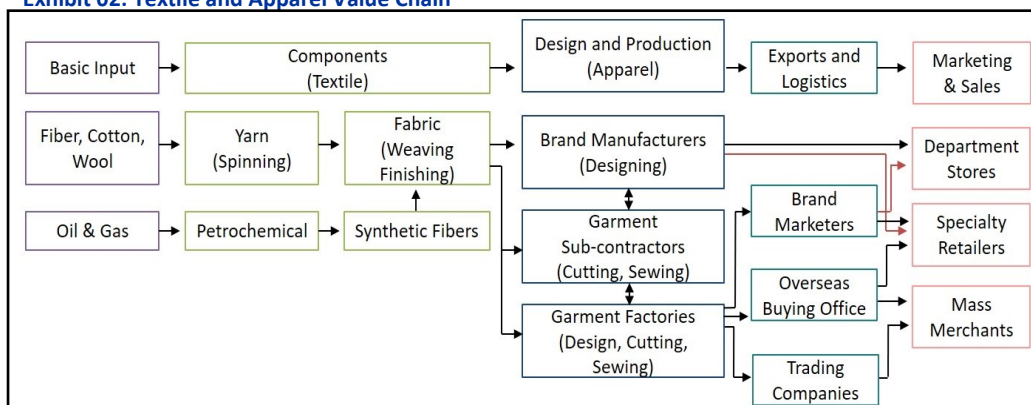 Exhibit 02: Textile and Apparel Value Chain
Basic Input
Components
(Textile)
Design and Production
(Apparel)
Exports and
Logistics
Marketing
& Sales
Fiber, Cotton,
Wool
Yarn
(Spinning)
Fabric
(Weaving
Finishing)
Brand Manufacturers
(Designing)
Department
Stores
Oil & Gas
Petrochemical
Synthetic Fibers
Garment
Sub-contractors
(Cutting, Sewing)
Brand
Marketers
Specialty
Retailers
Garment Factories
(Design, Cutting,
Sewing)
Overseas
Buying Office
Mass
Merchants
Trading
Companies